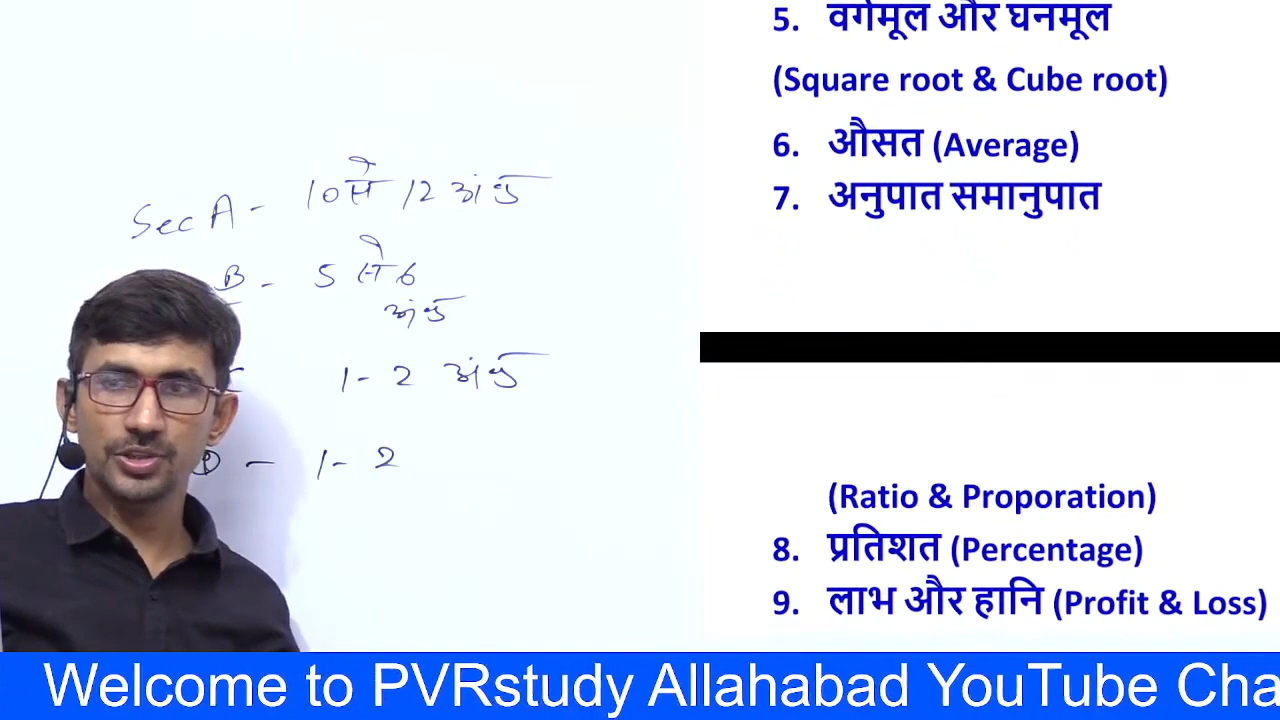 Sec A - 10 से 12 अंक
B - 5 से 6
अंक
1 - 2 अंक
D - 1 - 2
5. वर्गमूल और घनमूल
(Square root & Cube root)
6. औसत (Average)
7. अनुपात समानुपात
(Ratio & Proporation)
8. प्रतिशत (Percentage)
9. लाभ और हानि (Profit & Loss)
Welcome to PVRstudy Allahabad YouTube Cha